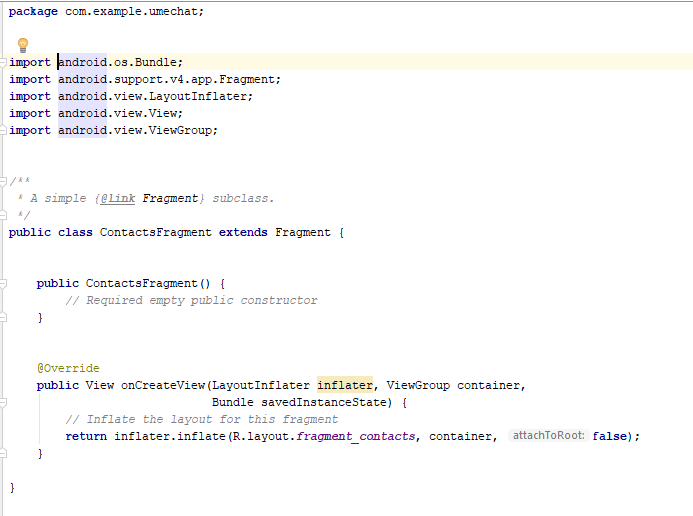 package com.example.umechat;
import android.os.Bundle;
import android.support.v4.app.Fragment;
import android.view.LayoutInflater;
import android.view.View;
import android.view.ViewGroup;
/**
 * A simple {@link Fragment} subclass.
 */
public class ContactsFragment extends Fragment {
    public ContactsFragment() {
        // Required empty public constructor
    }
    @Override
    public View onCreateView(LayoutInflater inflater, ViewGroup container,
                             Bundle savedInstanceState) {
        // Inflate the layout for this fragment
        return inflater.inflate(R.layout.fragment_contacts, container, attachToRoot: false);
    }
}